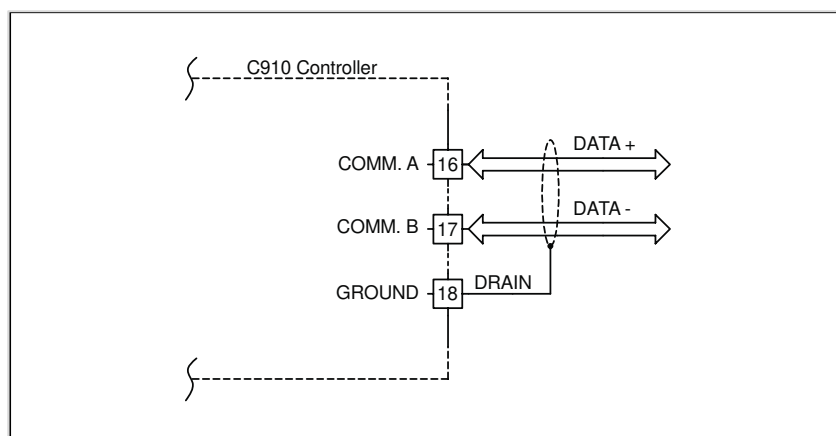 C910 Controller
COMM. A 16 DATA +
COMM. B 17 DATA -
GROUND 18 DRAIN